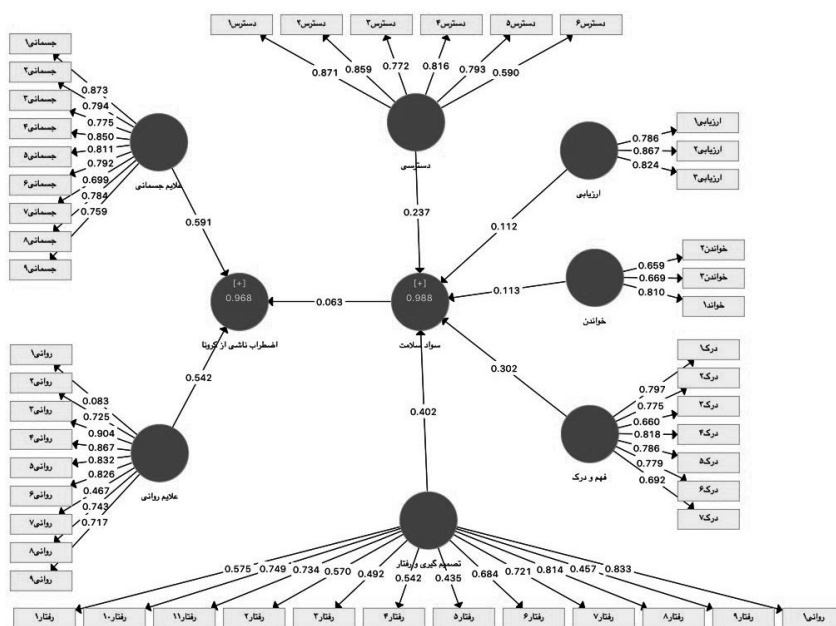 دسترس۱
دسترس۲
دسترس۳
دسترس۴
دسترس۵
دسترس۶
0.871
0.859
0.772
0.816
0.793
0.590
دسترسی
0.237
جسمانی۱
جسمانی۲
جسمانی۳
جسمانی۴
جسمانی۵
جسمانی۶
جسمانی۷
جسمانی۸
جسمانی۹
0.873
0.794
0.775
0.850
0.811
0.792
0.699
0.784
0.759
علایم جسمانی
0.591
ارزیابی۱
ارزیابی۲
ارزیابی۳
0.786
0.867
0.824
ارزیابی
0.112
خواندن۲
خواندن۳
خواند۱
0.659
0.669
0.810
خواندن
0.113
[+]
0.968
اضطراب ناشی از کرونا
0.063
[+]
0.988
سواد سلامت
روانی۱
روانی۲
روانی۳
روانی۴
روانی۵
روانی۶
روانی۷
روانی۸
روانی۹
0.083
0.725
0.904
0.867
0.832
0.826
0.467
0.743
0.717
علایم روانی
0.542
درک۱
درک۲
درک۳
درک۴
درک۵
درک۶
درک۷
0.797
0.775
0.660
0.818
0.786
0.779
0.692
فهم و درک
0.302
0.402
تصمیم گیری و رفتار
0.575
0.749
0.734
0.570
0.492
0.542
0.435
0.684
0.721
0.814
0.457
0.833
رفتار۱
رفتار۱۰
رفتار۱۱
رفتار۲
رفتار۳
رفتار۴
رفتار۵
رفتار۶
رفتار۷
رفتار۸
رفتار۹
روانی۱